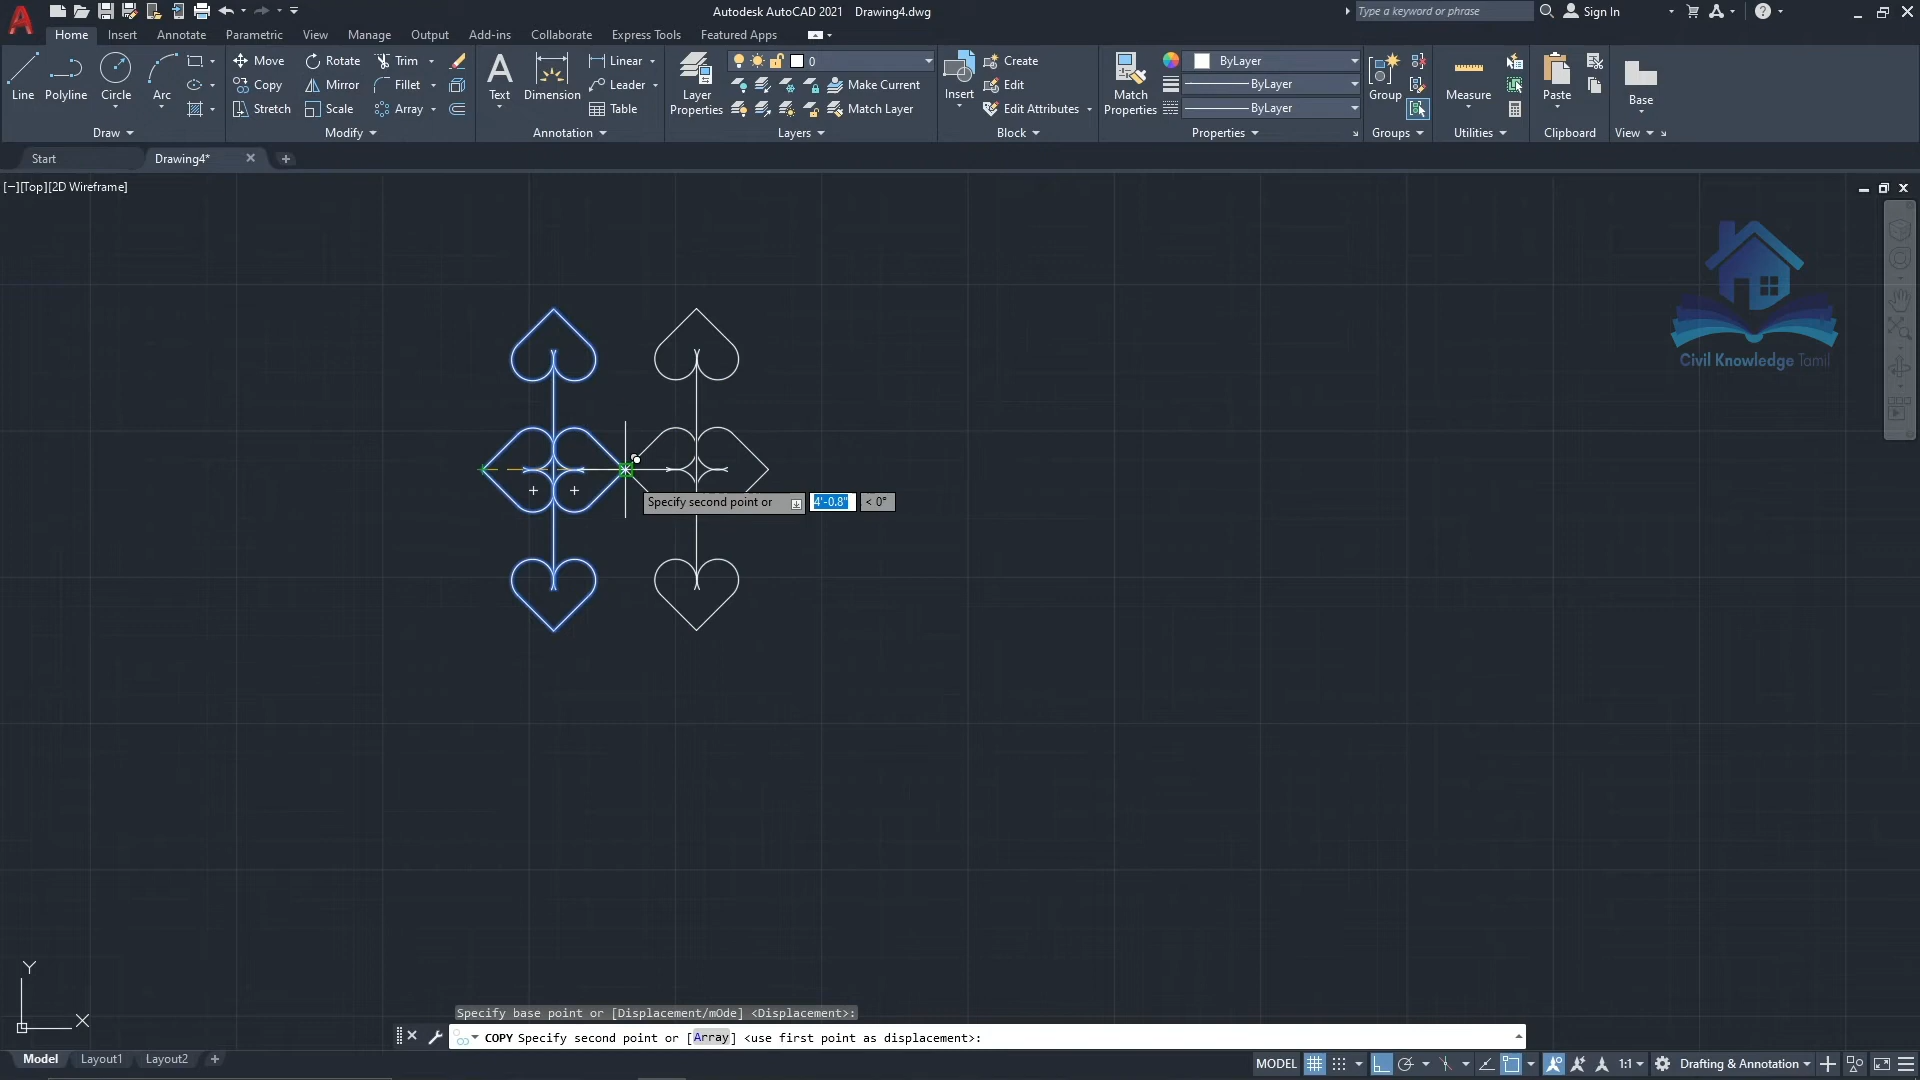 Autodesk AutoCAD 2021 Drawing4.dwg
Type a keyword or phrase
Sign In
Home Insert Annotate Parametric View Manage Output Add-ins Collaborate Express Tools Featured Apps
Line
Polyline
Circle
Arc
Move
Copy
Stretch
Rotate
Mirror
Scale
Trim
Fillet
Array
Text
Dimension
Linear
Leader
Table
Layer
Properties
0
Make Current
Match Layer
Insert
Create
Edit
Edit Attributes
Match
Properties
ByLayer
ByLayer
ByLayer
Group
Measure
Paste
Base
Draw Modify Annotation Layers Block Properties Groups Utilities Clipboard View
Start Drawing4*
[−][Top][2D Wireframe]
Civil Knowledge Tamil
Specify second point or 4'-0.8" < 0°
Y
X
Specify base point or [Displacement/mOde] <Displacement>:
COPY Specify second point or [Array] <use first point as displacement>:
Model Layout1 Layout2
MODEL 1:1 Drafting & Annotation